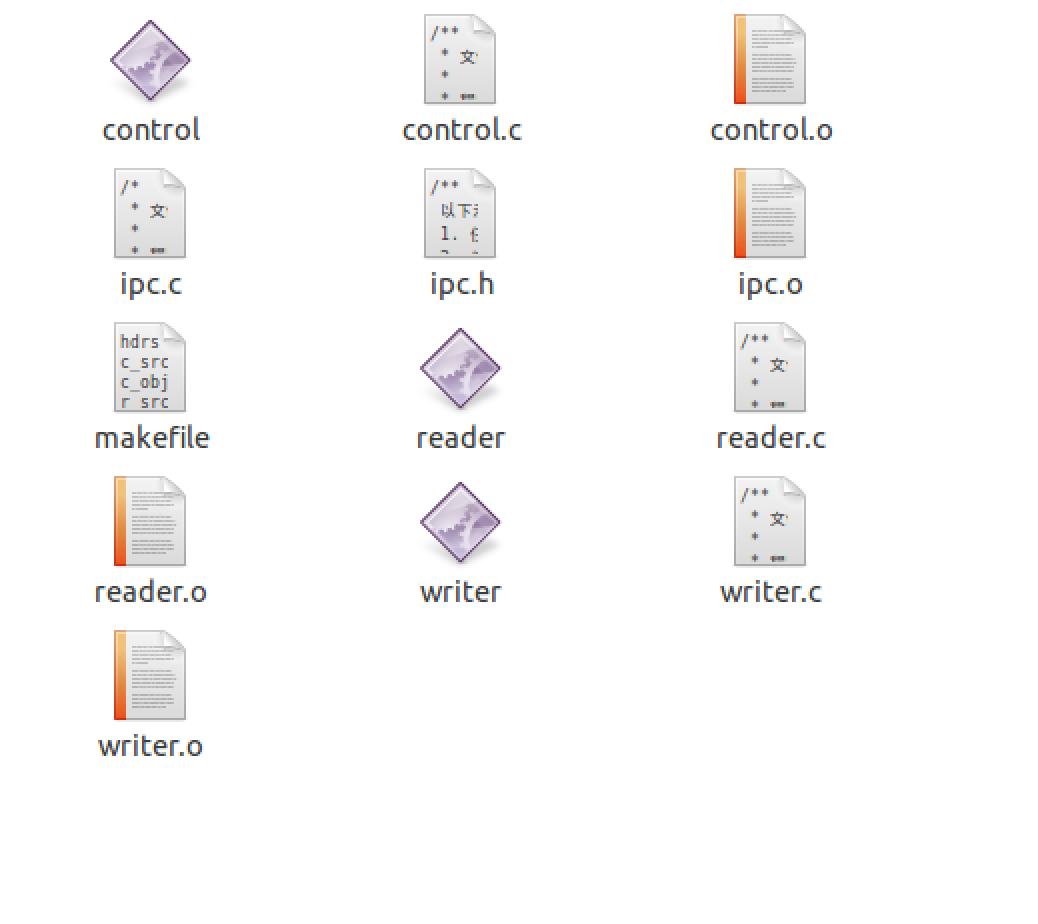 /**
* 文
*
*
control
control.c
control.o
/*
* 文
*
*
/**
以下
1.
ipc.c
ipc.h
ipc.o
hdrs
c_src
c_obj
r_src
/**
* 文
*
*
makefile
reader
reader.c
/**
* 文
*
*
reader.o
writer
writer.c
writer.o